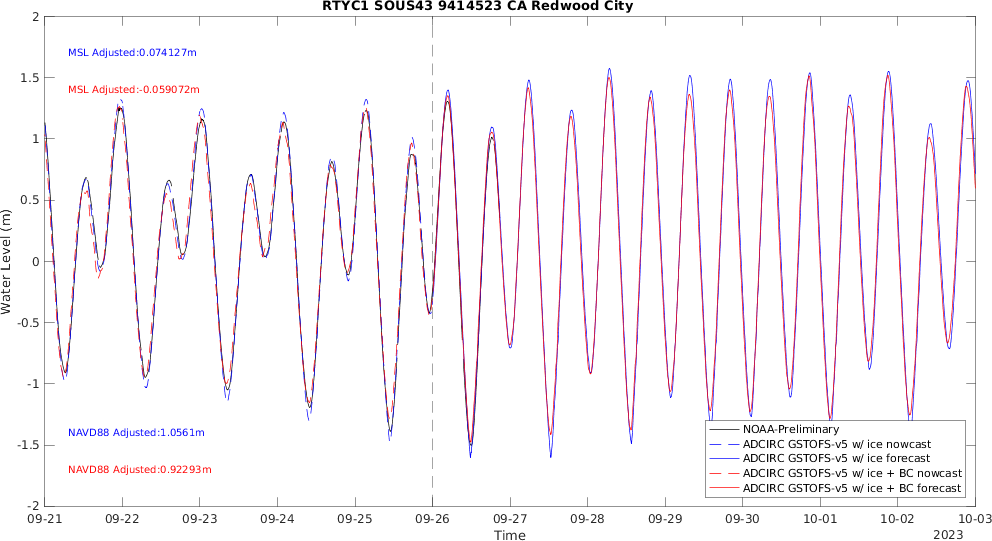 RTYC1 SOUS43 9414523 CA Redwood City
2
1.5
1
0.5
0
-0.5
-1
-1.5
-2
Water Level (m)
MSL Adjusted:0.074127m
MSL Adjusted:-0.059072m
NAVD88 Adjusted:1.0561m
NAVD88 Adjusted:0.92293m
NOAA-Preliminary
ADCIRC GSTOFS-v5 w/ ice nowcast
ADCIRC GSTOFS-v5 w/ ice forecast
ADCIRC GSTOFS-v5 w/ ice + BC nowcast
ADCIRC GSTOFS-v5 w/ ice + BC forecast
09-21 09-22 09-23 09-24 09-25 09-26 09-27 09-28 09-29 09-30 10-01 10-02 10-03
Time
2023